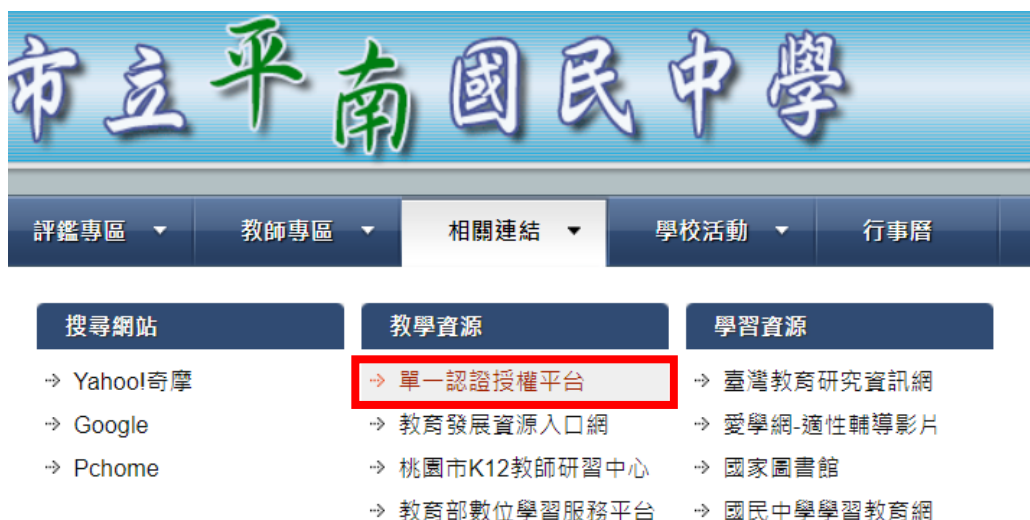 市立平南國民中學
評鑑專區 ▼ 教師專區 ▼ 相關連結 ▼ 學校活動 ▼ 行事曆
搜尋網站 教學資源 學習資源
Yahoo!奇摩 單一認證授權平台 臺灣教育研究資訊網
Google 教育發展資源入口網 愛學網-適性輔導影片
Pchome 桃園市K12教師研習中心 國家圖書館
教育部數位學習服務平台 國民中學學習教育網